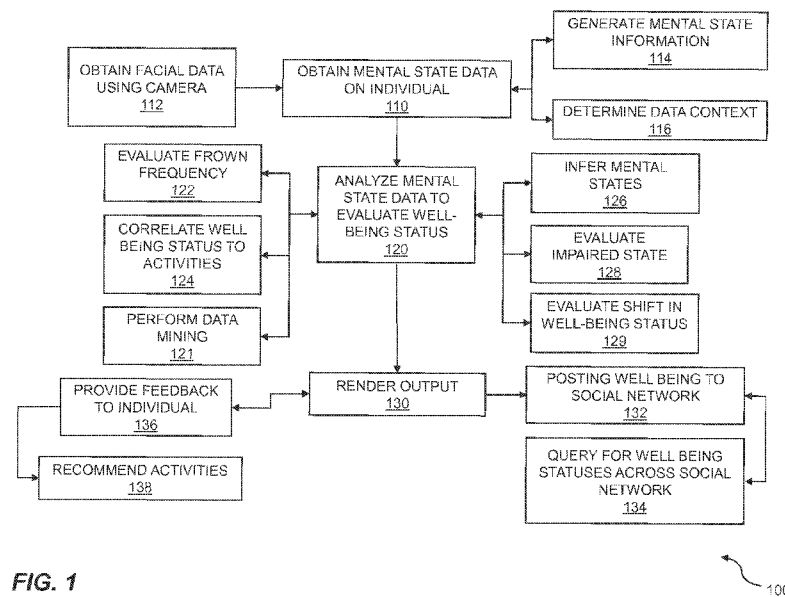 GENERATE MENTAL STATE
INFORMATION
114
OBTAIN FACIAL DATA
USING CAMERA
112
OBTAIN MENTAL STATE DATA
ON INDIVIDUAL
110
DETERMINE DATA CONTEXT
116
EVALUATE FROWN
FREQUENCY
122
ANALYZE MENTAL
STATE DATA TO
EVALUATE WELL-
BEING STATUS
120
INFER MENTAL
STATES
126
CORRELATE WELL
BEING STATUS TO
ACTIVITIES
124
EVALUATE
IMPAIRED STATE
128
PERFORM DATA
MINING
121
EVALUATE SHIFT IN
WELL-BEING STATUS
129
PROVIDE FEEDBACK
TO INDIVIDUAL
136
RENDER OUTPUT
130
POSTING WELL BEING TO
SOCIAL NETWORK
132
RECOMMEND ACTIVITIES
138
QUERY FOR WELL BEING
STATUSES ACROSS SOCIAL
NETWORK
134
FIG. 1
100